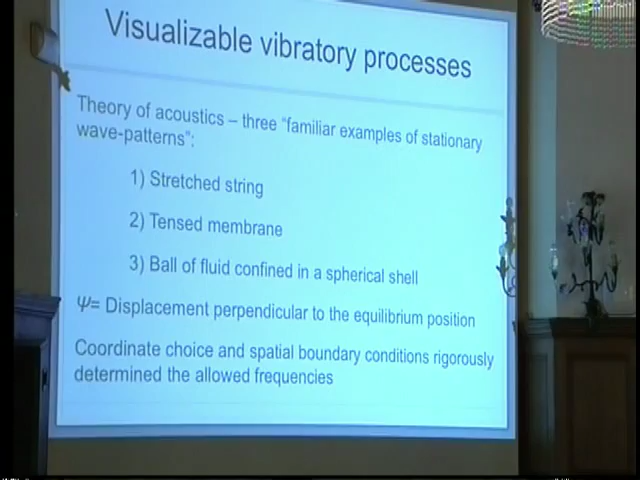 Visualizable vibratory processes
Theory of acoustics – three “familiar examples of stationary
wave-patterns”:
1) Stretched string
2) Tensed membrane
3) Ball of fluid confined in a spherical shell
Ψ= Displacement perpendicular to the equilibrium position
Coordinate choice and spatial boundary conditions rigorously
determined the allowed frequencies